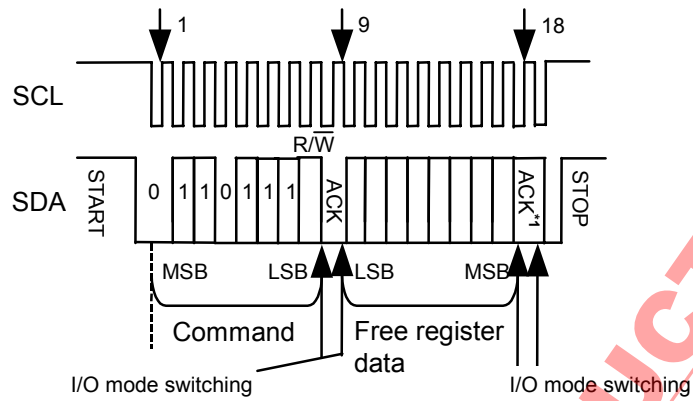 1 9 18
SCL
R/W̅
SDA START 0 1 1 0 1 1 1 ACK ACK*1 STOP
MSB LSB LSB MSB
Command Free register
data
I/O mode switching I/O mode switching